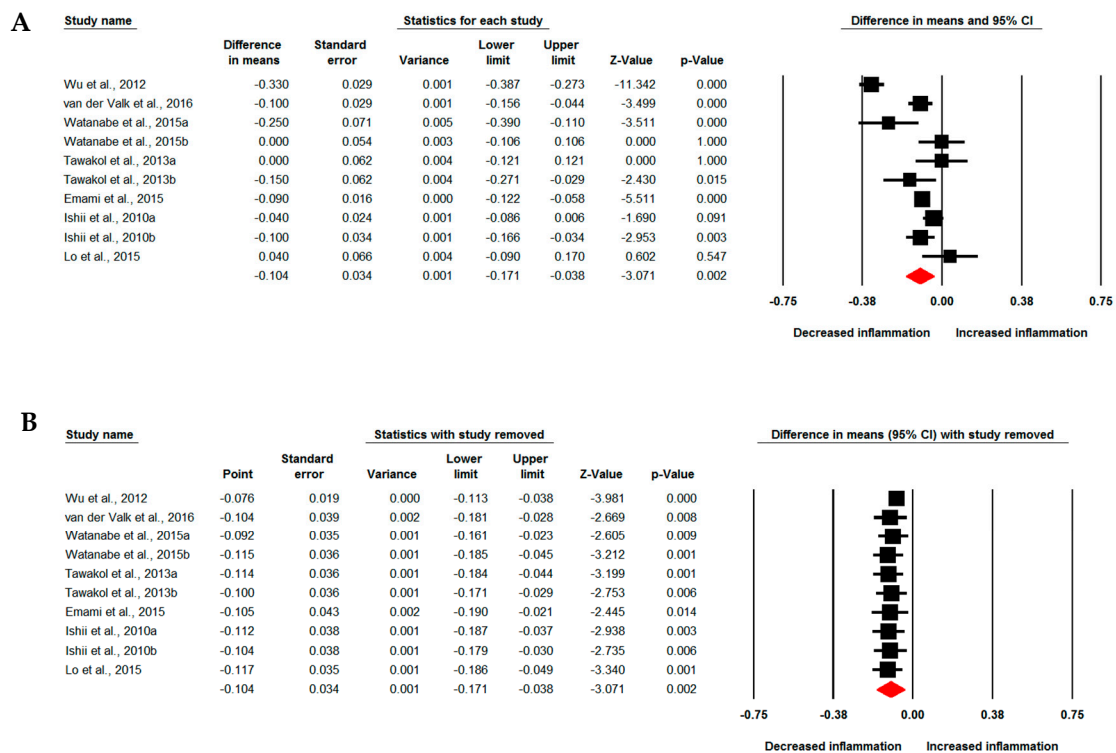 A
Study name Statistics for each study Difference in means and 95% CI
Difference Standard Lower Upper
in means error Variance limit limit Z-Value p-Value
Wu et al., 2012 -0.330 0.029 0.001 -0.387 -0.273 -11.342 0.000
van der Valk et al., 2016 -0.100 0.029 0.001 -0.156 -0.044 -3.499 0.000
Watanabe et al., 2015a -0.250 0.071 0.005 -0.390 -0.110 -3.511 0.000
Watanabe et al., 2015b 0.000 0.054 0.003 -0.106 0.106 0.000 1.000
Tawakol et al., 2013a 0.000 0.062 0.004 -0.121 0.121 0.000 1.000
Tawakol et al., 2013b -0.150 0.062 0.004 -0.271 -0.029 -2.430 0.015
Emami et al., 2015 -0.090 0.016 0.000 -0.122 -0.058 -5.511 0.000
Ishii et al., 2010a -0.040 0.024 0.001 -0.086 0.006 -1.690 0.091
Ishii et al., 2010b -0.100 0.034 0.001 -0.166 -0.034 -2.953 0.003
Lo et al., 2015 0.040 0.066 0.004 -0.090 0.170 0.602 0.547
-0.104 0.034 0.001 -0.171 -0.038 -3.071 0.002
-0.75 -0.38 0.00 0.38 0.75
Decreased inflammation Increased inflammation
B
Study name Statistics with study removed Difference in means (95% CI) with study removed
Standard Lower Upper
Point error Variance limit limit Z-Value p-Value
Wu et al., 2012 -0.076 0.019 0.000 -0.113 -0.038 -3.981 0.000
van der Valk et al., 2016 -0.104 0.039 0.002 -0.181 -0.028 -2.669 0.008
Watanabe et al., 2015a -0.092 0.035 0.001 -0.161 -0.023 -2.605 0.009
Watanabe et al., 2015b -0.115 0.036 0.001 -0.185 -0.045 -3.212 0.001
Tawakol et al., 2013a -0.114 0.036 0.001 -0.184 -0.044 -3.199 0.001
Tawakol et al., 2013b -0.100 0.036 0.001 -0.171 -0.029 -2.753 0.006
Emami et al., 2015 -0.105 0.043 0.002 -0.190 -0.021 -2.445 0.014
Ishii et al., 2010a -0.112 0.038 0.001 -0.187 -0.037 -2.938 0.003
Ishii et al., 2010b -0.104 0.038 0.001 -0.179 -0.030 -2.735 0.006
Lo et al., 2015 -0.117 0.035 0.001 -0.186 -0.049 -3.340 0.001
-0.104 0.034 0.001 -0.171 -0.038 -3.071 0.002
-0.75 -0.38 0.00 0.38 0.75
Decreased inflammation Increased inflammation